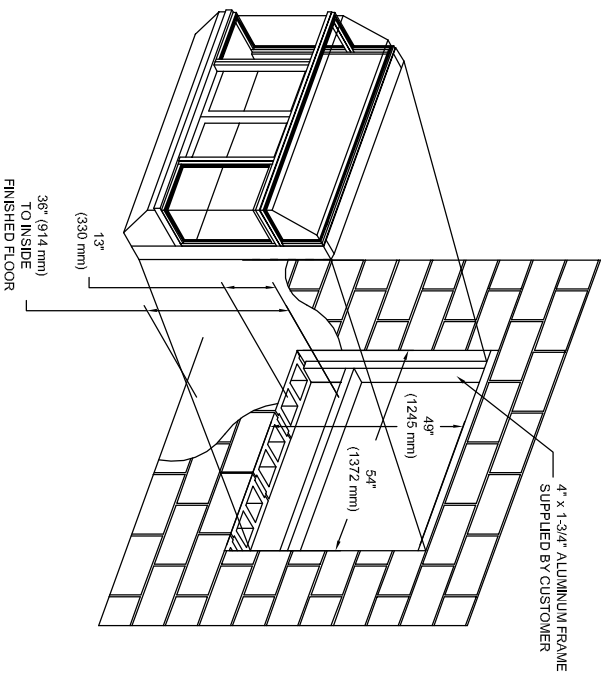 4" x 1-3/4" ALUMINUM FRAME
SUPPLIED BY CUSTOMER
49"
(1245 mm)
54"
(1372 mm)
13"
(330 mm)
36" (914 mm)
TO INSIDE
FINISHED FLOOR